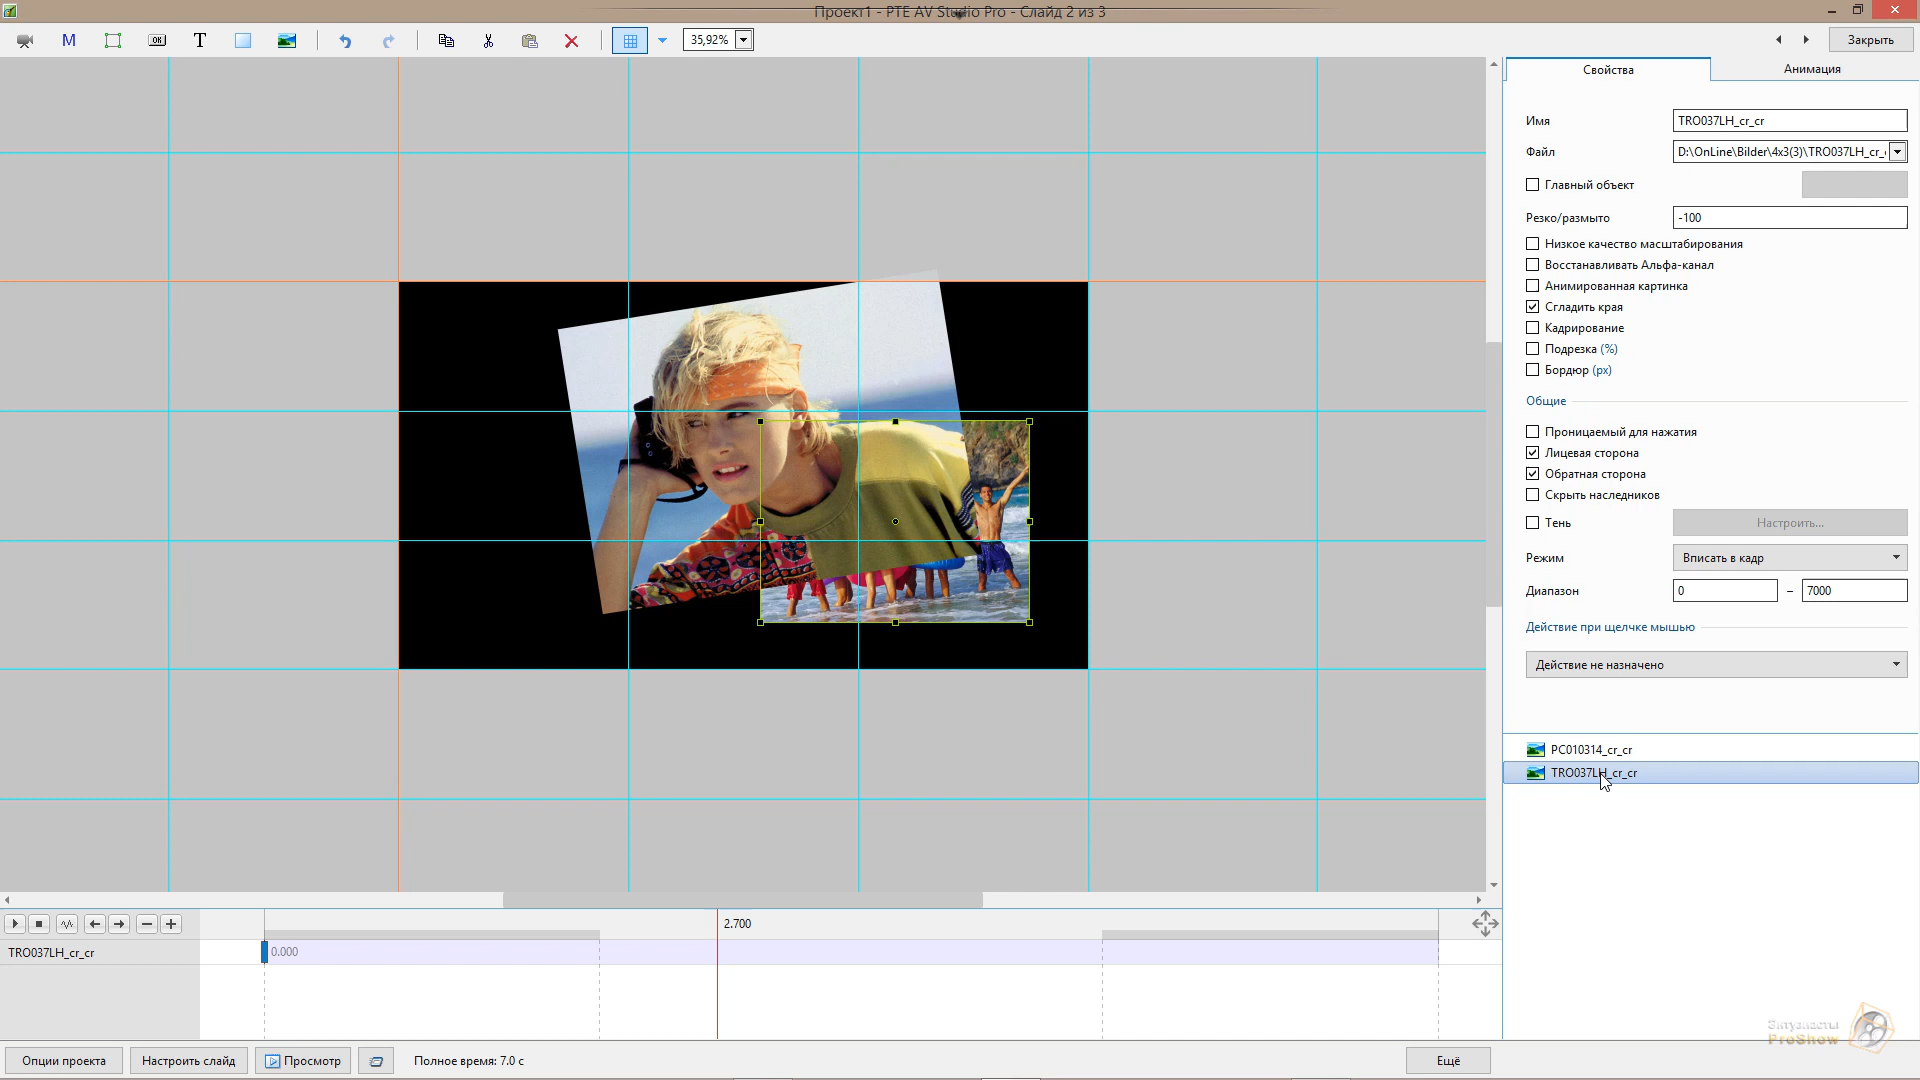 Проект1 - PTE AV Studio Pro - Слайд 2 из 3
M
OK
T
35,92%
Закрыть
Свойства
Анимация
Имя
TRO037LH_cr_cr
Файл
D:\OnLine\Bilder\4x3(3)\TRO037LH_cr_
Главный объект
Резко/размыто
-100
Низкое качество масштабирования
Восстанавливать Альфа-канал
Анимированная картинка
Сгладить края
Кадрирование
Подрезка (%)
Бордюр (px)
Общие
Проницаемый для нажатия
Лицевая сторона
Обратная сторона
Скрыть наследников
Тень
Настроить...
Режим
Вписать в кадр
Диапазон
0 – 7000
Действие при щелчке мышью
Действие не назначено
PC010314_cr_cr
TRO037LH_cr_cr
2.700
TRO037LH_cr_cr
0.000
Энтузиасты
ProShow
Опции проекта
Настроить слайд
Просмотр
Полное время: 7.0 с
Ещё